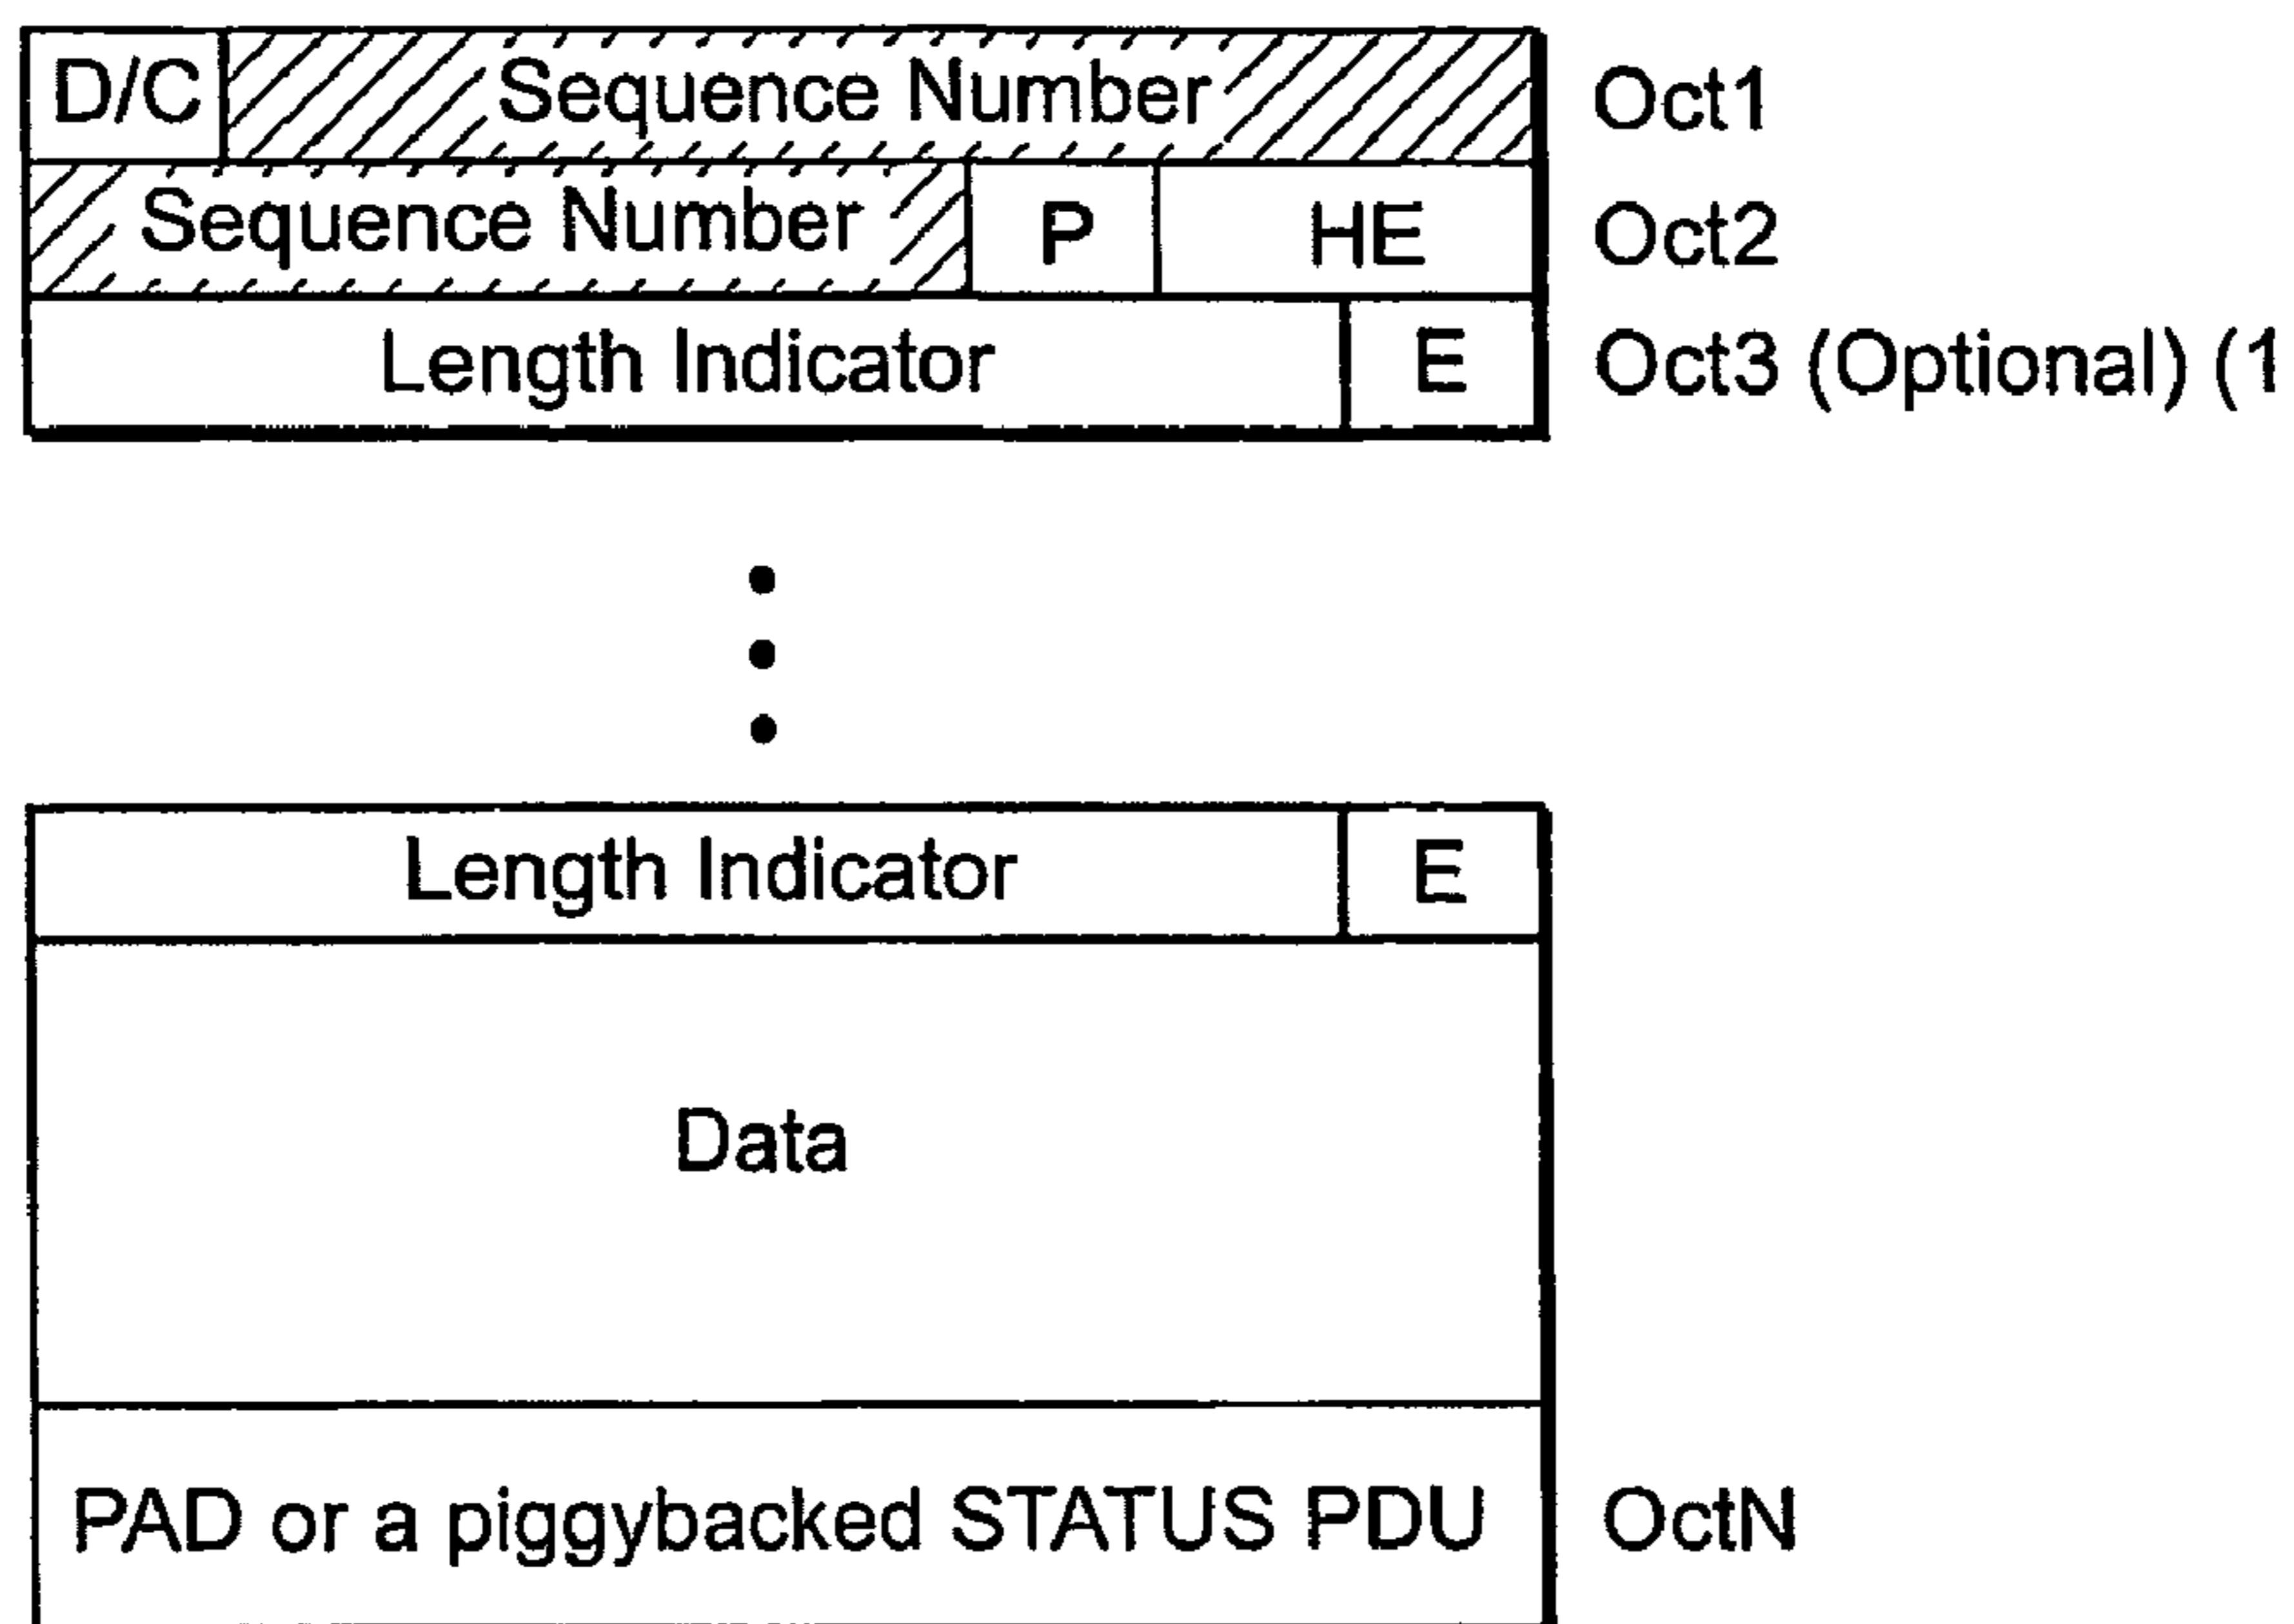 D/C Sequence Number Oct1
Sequence Number P HE Oct2
Length Indicator E Oct3 (Optional) (1
Length Indicator E
Data
PAD or a piggybacked STATUS PDU OctN